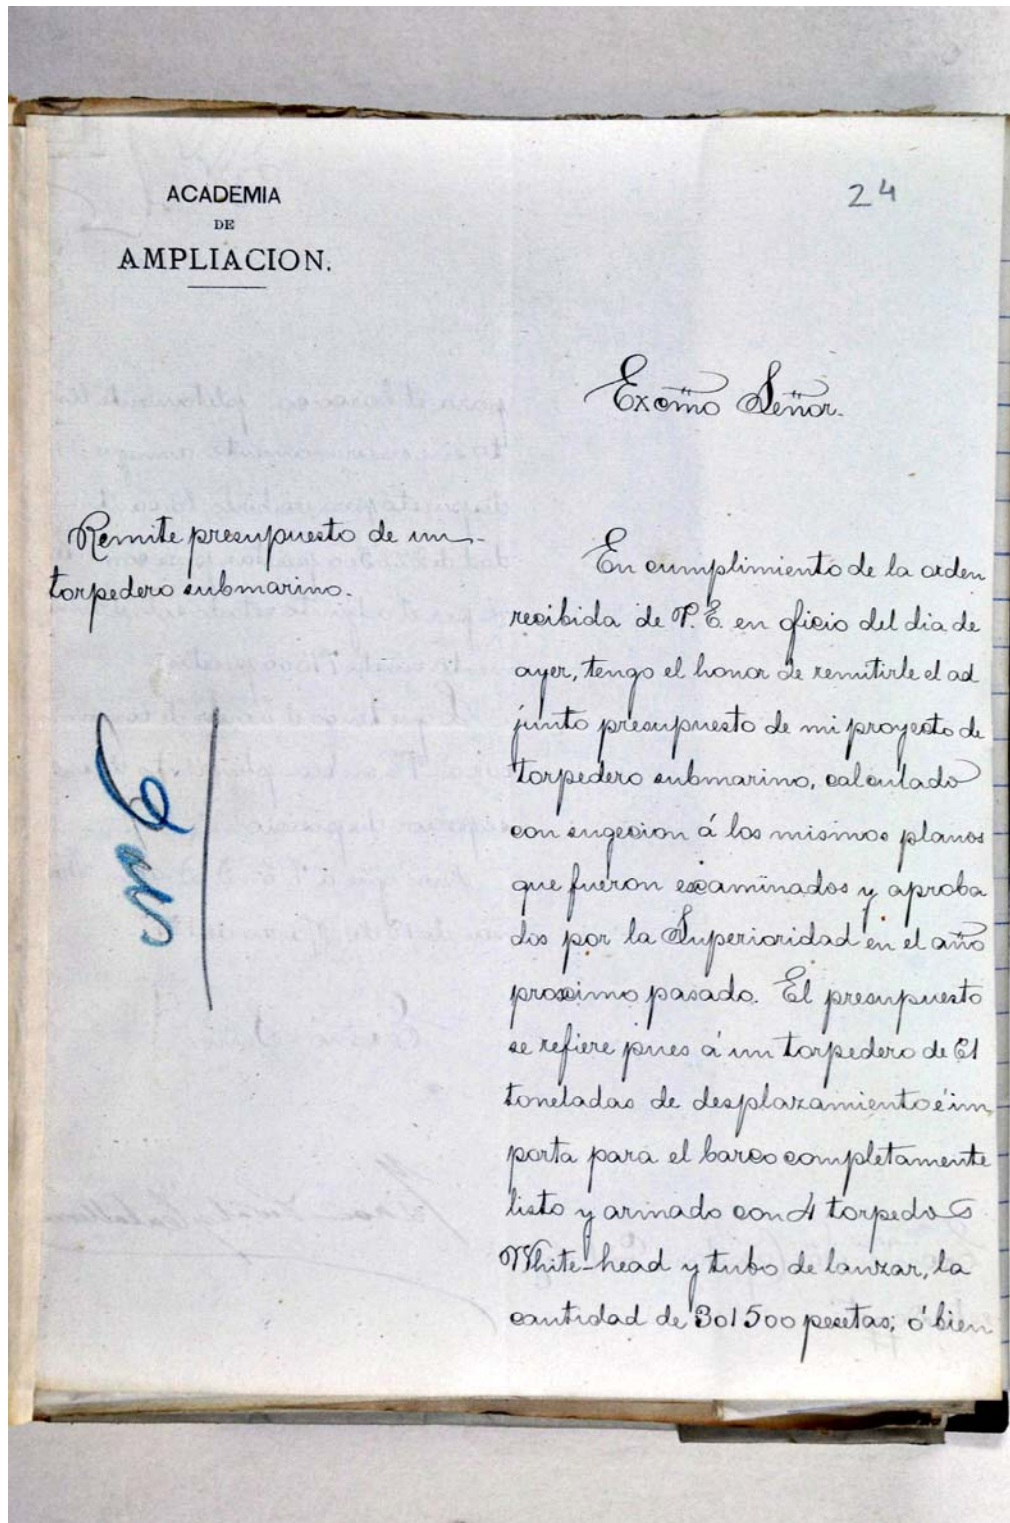 ACADEMIA
DE
AMPLIACION.
24
Excmo Señor.
Remite presupuesto de un
torpedero submarino.
En cumplimiento de la orden
recibida de V. E. en oficio del dia de
ayer, tengo el honor de remitirle el ad
junto presupuesto de mi proyecto de
torpedero submarino, calculado
con sugecion á los mismos planos
que fueron examinados y aproba
dos por la Superioridad en el año
proximo pasado. El presupuesto
se refiere pues á un torpedero de 61
toneladas de desplazamiento é im
porta para el barco completamente
listo y armado con 4 torpedos
White-head y tubo de lanzar, la
cantidad de 301500 pesetas; ó bien